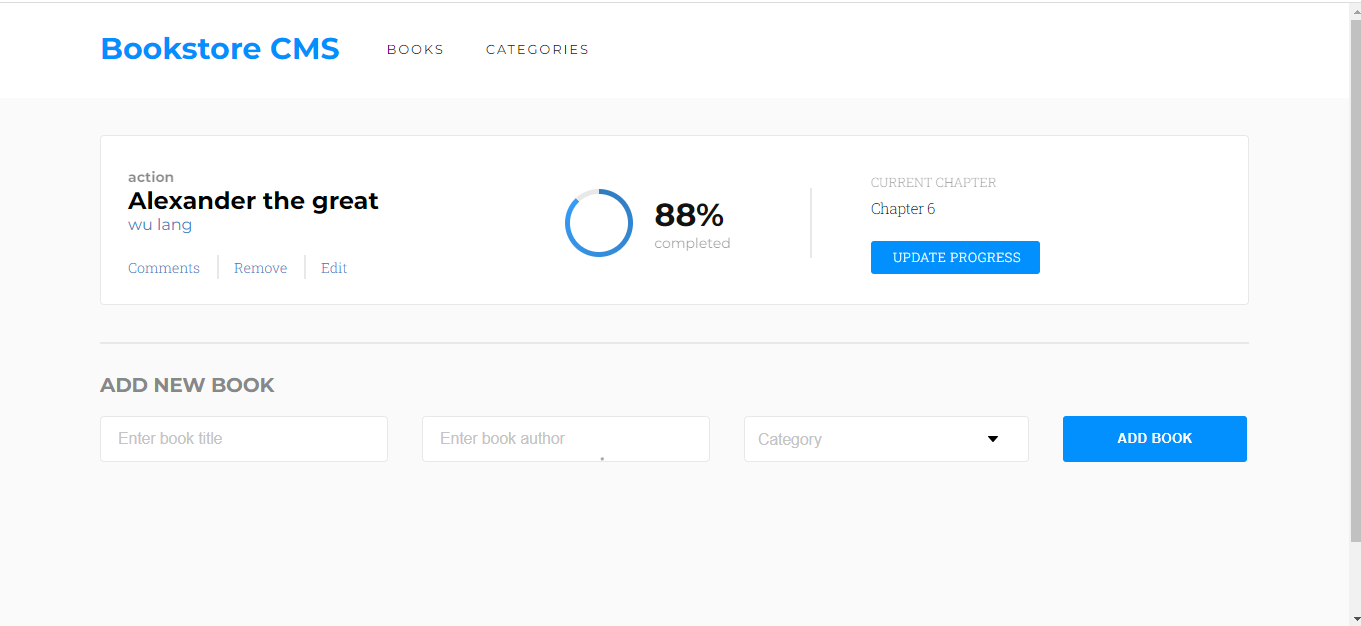 Bookstore CMS
BOOKS
CATEGORIES
action
Alexander the great
wu lang
Comments
Remove
Edit
88%
completed
CURRENT CHAPTER
Chapter 6
UPDATE PROGRESS
ADD NEW BOOK
Enter book title
Enter book author
Category
ADD BOOK